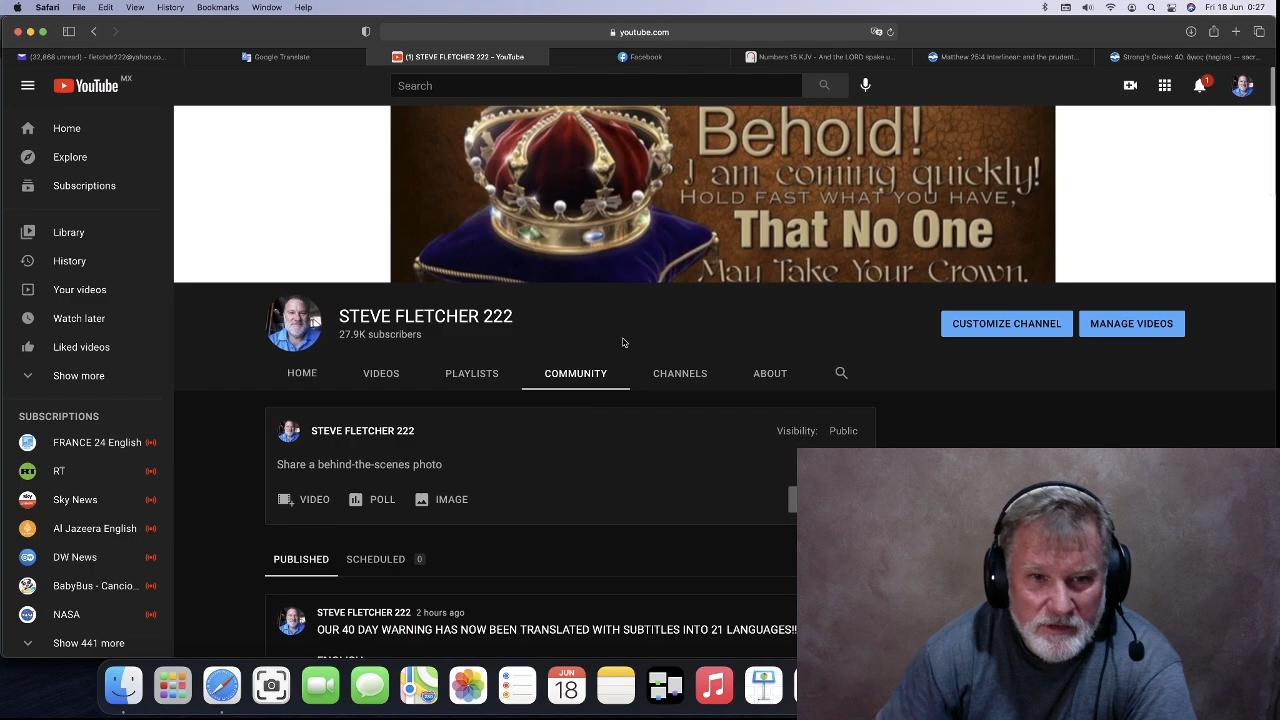 Safari File Edit View History Bookmarks Window Help Fri 18 Jun 0:27
youtube.com
(32,868 unread) - fletchdr222@yahoo.co... Google Translate (1) STEVE FLETCHER 222 - YouTube Facebook Numbers 15 KJV - And the LORD spake u... Matthew 25:4 Interlinear: and the prudent... Strong's Greek: 40. ἅγιος (hagios) -- sacr...
YouTube MX Search 1
Behold!
I am coming quickly!
HOLD FAST WHAT YOU HAVE,
That No One
May Take Your Crown.
Home
Explore
Subscriptions
Library
History
Your videos
Watch later
Liked videos
Show more
SUBSCRIPTIONS
FRANCE 24 English
RT
Sky News
Al Jazeera English
DW News
BabyBus - Cancio...
NASA
Show 441 more
STEVE FLETCHER 222
27.9K subscribers
CUSTOMIZE CHANNEL MANAGE VIDEOS
HOME VIDEOS PLAYLISTS COMMUNITY CHANNELS ABOUT
STEVE FLETCHER 222 Visibility: Public
Share a behind-the-scenes photo
VIDEO POLL IMAGE
PUBLISHED SCHEDULED 0
STEVE FLETCHER 222 2 hours ago
OUR 40 DAY WARNING HAS NOW BEEN TRANSLATED WITH SUBTITLES INTO 21 LANGUAGES!!
JUN
18